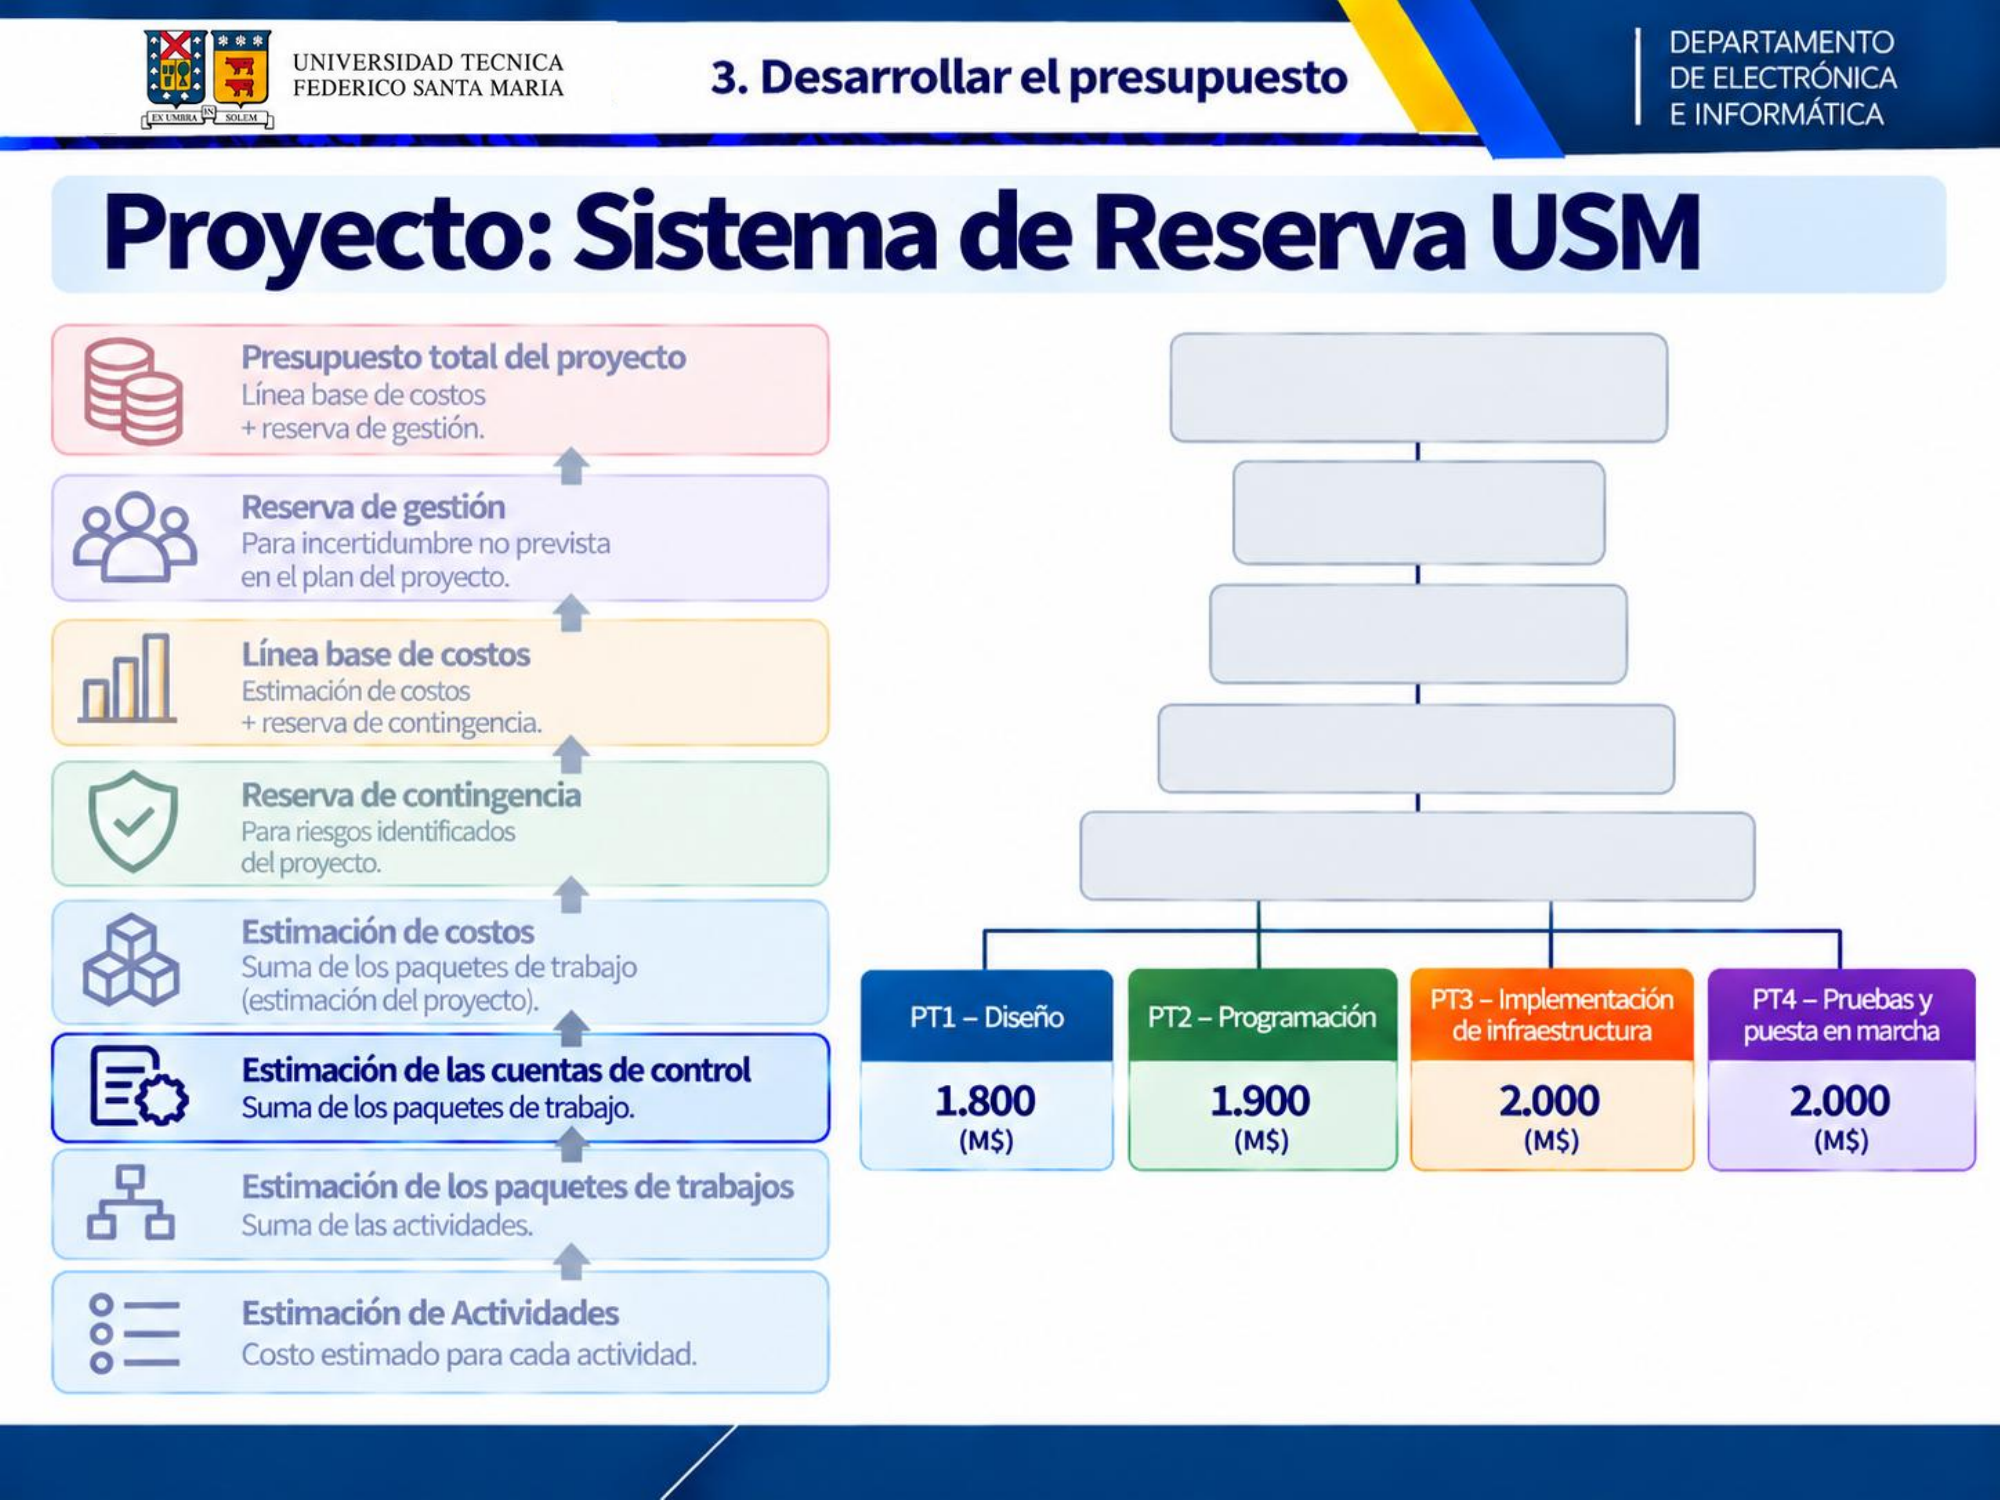 UNIVERSIDAD TECNICA
FEDERICO SANTA MARIA
EX UMBRA IN SOLEM
3. Desarrollar el presupuesto
DEPARTAMENTO
DE ELECTRÓNICA
E INFORMÁTICA
Proyecto: Sistema de Reserva USM
Presupuesto total del proyecto
Línea base de costos
+ reserva de gestión.
Reserva de gestión
Para incertidumbre no prevista
en el plan del proyecto.
Línea base de costos
Estimación de costos
+ reserva de contingencia.
Reserva de contingencia
Para riesgos identificados
del proyecto.
Estimación de costos
Suma de los paquetes de trabajo
(estimación del proyecto).
Estimación de las cuentas de control
Suma de los paquetes de trabajo.
Estimación de los paquetes de trabajos
Suma de las actividades.
Estimación de Actividades
Costo estimado para cada actividad.
PT1 – Diseño
1.800
(M$)
PT2 – Programación
1.900
(M$)
PT3 – Implementación
de infraestructura
2.000
(M$)
PT4 – Pruebas y
puesta en marcha
2.000
(M$)